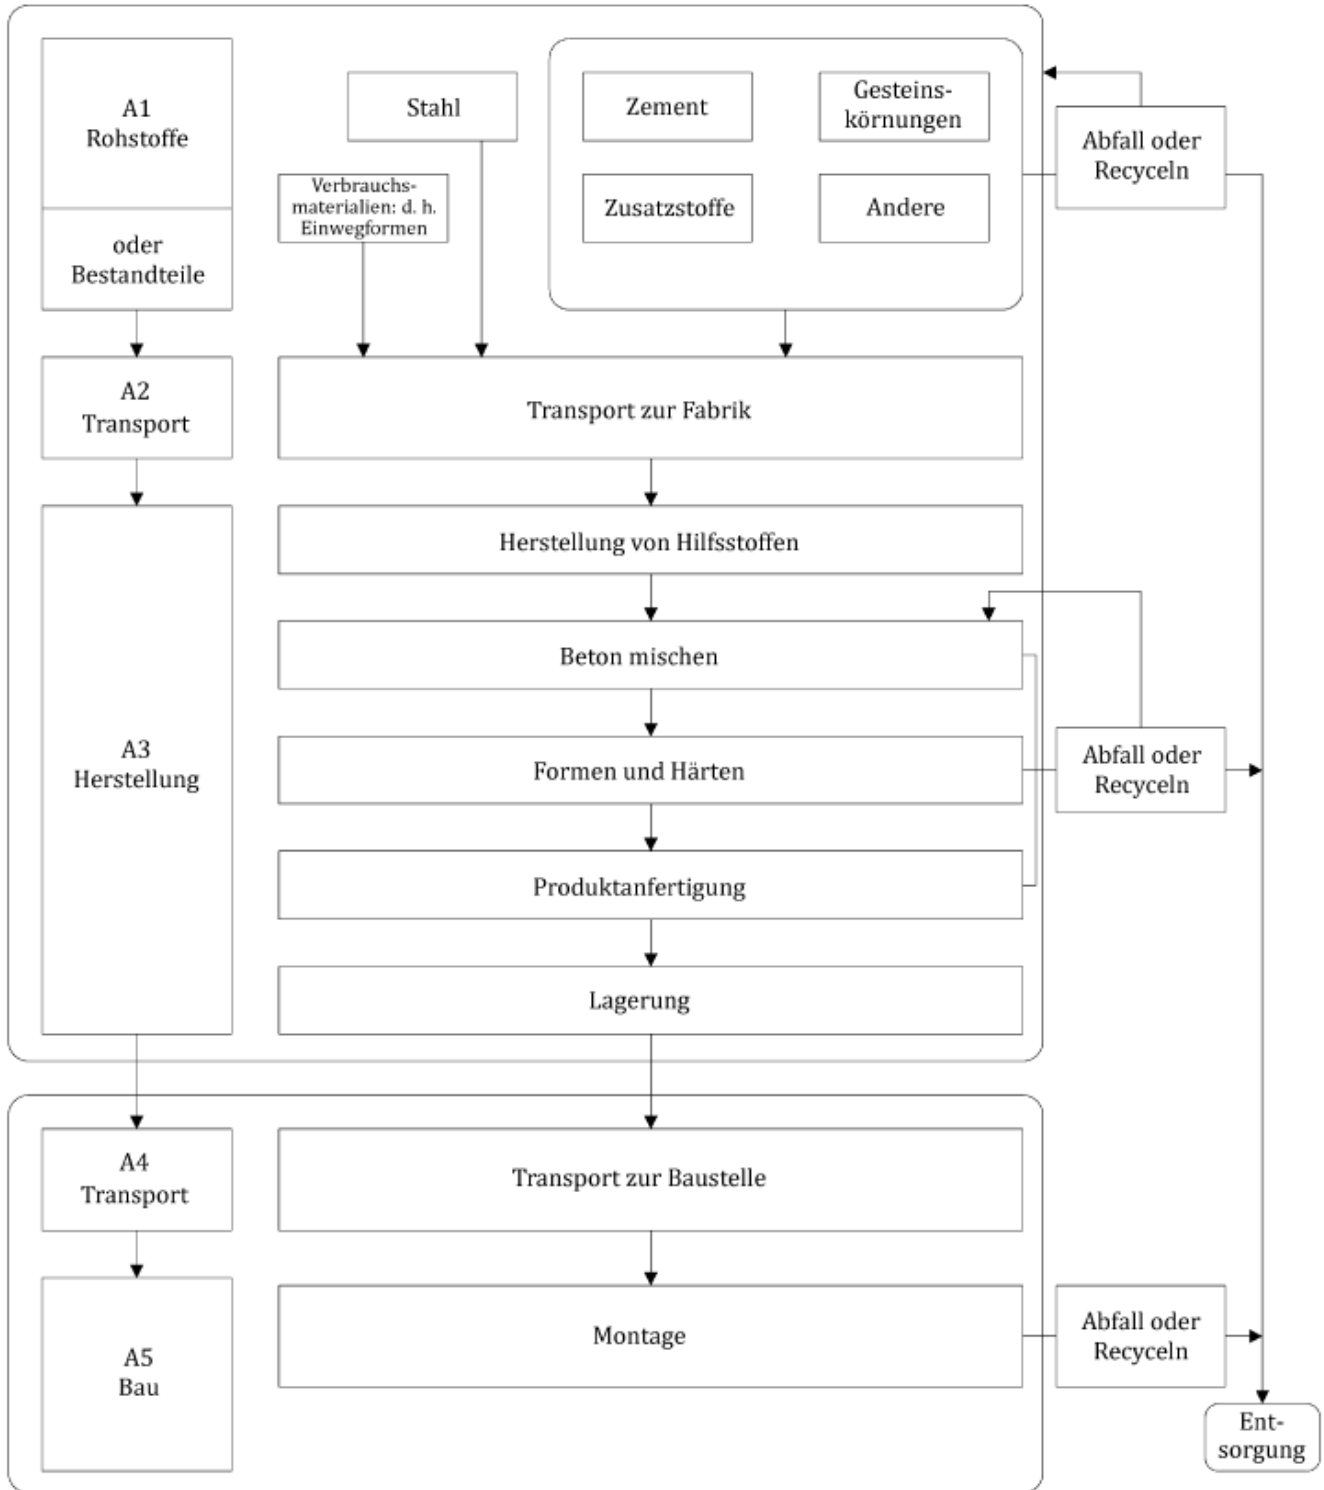 A1
Rohstoffe
oder
Bestandteile
Stahl
Verbrauchs-
materialien: d. h.
Einwegformen
Zement
Gesteins-
körnungen
Zusatzstoffe
Andere
Abfall oder
Recyceln
A2
Transport
Transport zur Fabrik
A3
Herstellung
Herstellung von Hilfsstoffen
Beton mischen
Formen und Härten
Produktanfertigung
Lagerung
Abfall oder
Recyceln
A4
Transport
Transport zur Baustelle
A5
Bau
Montage
Abfall oder
Recyceln
Ent-
sorgung